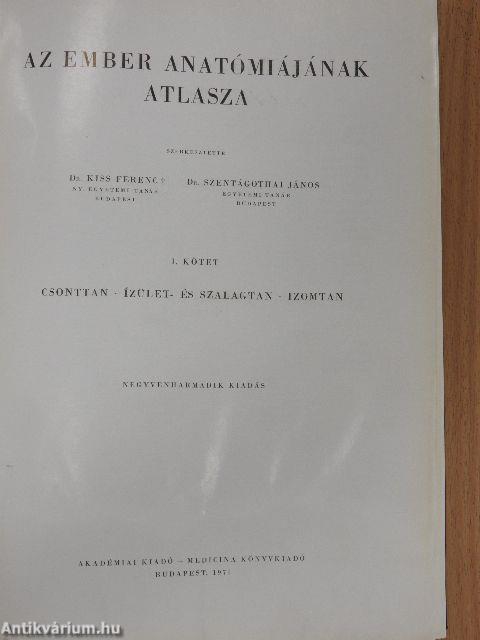 AZ EMBER ANATÓMIÁJÁNAK
ATLASZA
SZERKESZTETTE
Dr. KISS FERENC†
NY. EGYETEMI TANÁR
BUDAPEST
Dr. SZENTÁGOTHAI JÁNOS
EGYETEMI TANÁR
BUDAPEST
I. KÖTET
CSONTTAN · ÍZÜLET- ÉS SZALAGTAN · IZOMTAN
NEGYVENHARMADIK KIADÁS
AKADÉMIAI KIADÓ – MEDICINA KÖNYVKIADÓ
BUDAPEST,
Antikvárium.hu